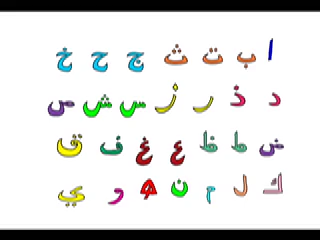 ا ب ت ث ج ح خ
د ذ ر ز س ش ص
ض ط ظ ع غ ف ق
ك ل م ن ه و ي